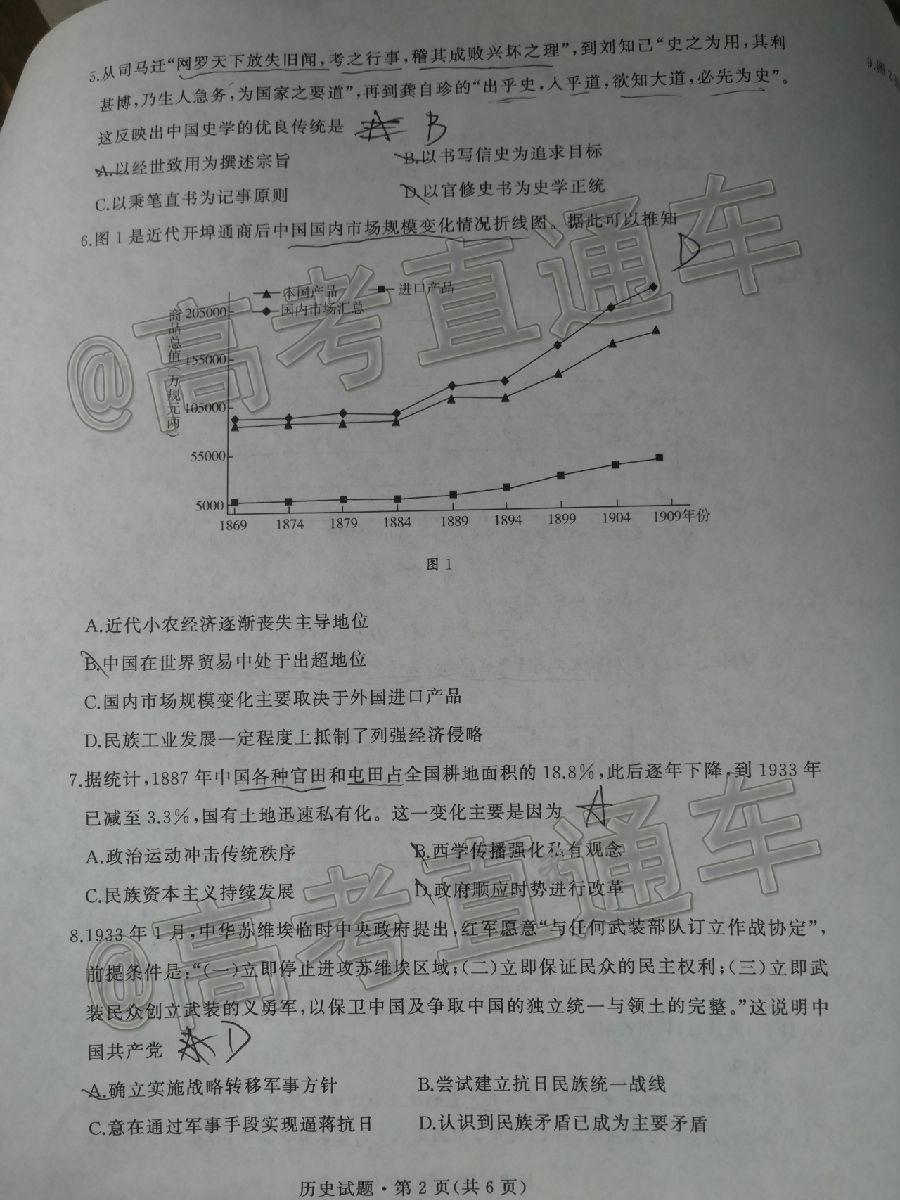 5.从司马迁“网罗天下放失旧闻,考之行事,稽其成败兴坏之理”,到刘知己“史之为用,其利
甚博,乃生人急务,为国家之要道”,再到龚自珍的“出乎史,入乎道,欲知大道,必先为史”。
这反映出中国史学的优良传统是 A B
A.以经世致用为撰述宗旨 B.以书写信史为追求目标
C.以秉笔直书为记事原则 D.以官修史书为史学正统
6.图1是近代开埠通商后中国国内市场规模变化情况折线图。据此可以推知 D
本国产品 进口产品
国内市场汇总
商品总值(万规元两)
205000
155000
105000
55000
5000
1869 1874 1879 1884 1889 1894 1899 1904 1909年份
图1
A.近代小农经济逐渐丧失主导地位
B.中国在世界贸易中处于出超地位
C.国内市场规模变化主要取决于外国进口产品
D.民族工业发展一定程度上抵制了列强经济侵略
7.据统计,1887年中国各种官田和屯田占全国耕地面积的18.8%,此后逐年下降,到1933年
已减至3.3%,国有土地迅速私有化。这一变化主要是因为 A
A.政治运动冲击传统秩序 B.西学传播强化私有观念
C.民族资本主义持续发展 D.政府顺应时势进行改革
8.1933年1月,中华苏维埃临时中央政府提出,红军愿意“与任何武装部队订立作战协定”,
前提条件是:“(一)立即停止进攻苏维埃区域;(二)立即保证民众的民主权利;(三)立即武
装民众创立武装的义勇军,以保卫中国及争取中国的独立统一与领土的完整。”这说明中
国共产党 A D
A.确立实施战略转移军事方针 B.尝试建立抗日民族统一战线
C.意在通过军事手段实现逼蒋抗日 D.认识到民族矛盾已成为主要矛盾
历史试题·第2页(共6页)
@高考直通车
@高考直通车